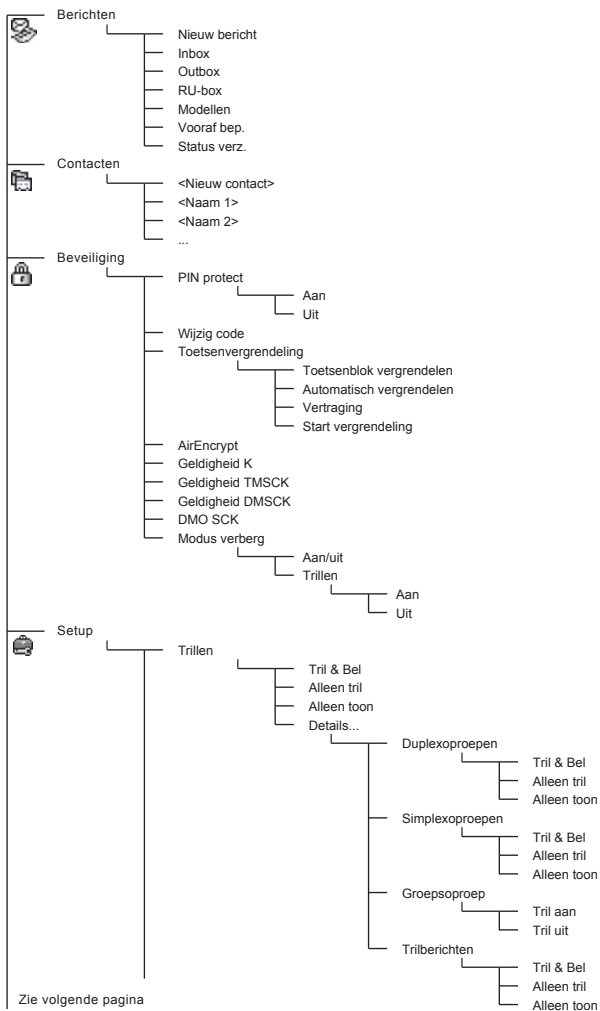 Berichten
Nieuw bericht
Inbox
Outbox
RU-box
Modellen
Vooraf bep.
Status verz.
Contacten
<Nieuw contact>
<Naam 1>
<Naam 2>
...
Beveiliging
PIN protect
Aan
Uit
Wijzig code
Toetsenvergrendeling
Toetsenblok vergrendelen
Automatisch vergrendelen
Vertraging
Start vergrendeling
AirEncrypt
Geldigheid K
Geldigheid TMSCK
Geldigheid DMSCK
DMO SCK
Modus verberg
Aan/uit
Trillen
Aan
Uit
Setup
Trillen
Tril & Bel
Alleen tril
Alleen toon
Details...
Duplexoproepen
Tril & Bel
Alleen tril
Alleen toon
Simplexoproepen
Tril & Bel
Alleen tril
Alleen toon
Groepsoproep
Tril aan
Tril uit
Trilberichten
Tril & Bel
Alleen tril
Alleen toon
Zie volgende pagina